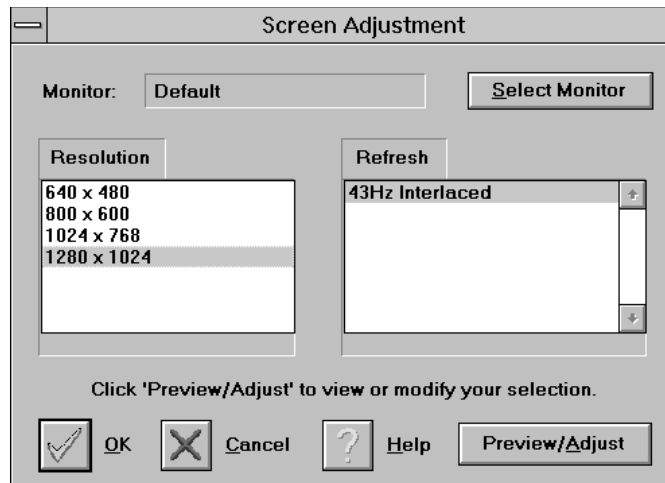 Screen Adjustment
Monitor: Default Select Monitor
Resolution
640 x 480
800 x 600
1024 x 768
1280 x 1024
Refresh
43Hz Interlaced
Click 'Preview/Adjust' to view or modify your selection.
OK Cancel ? Help Preview/Adjust